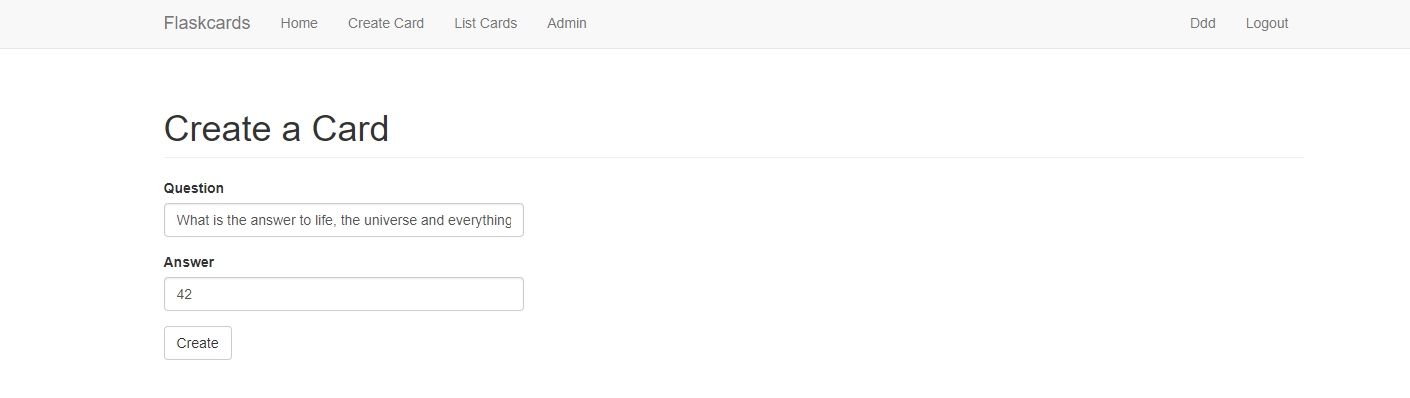 Flaskcards Home Create Card List Cards Admin Ddd Logout
Create a Card
Question
What is the answer to life, the universe and everything
Answer
42
Create